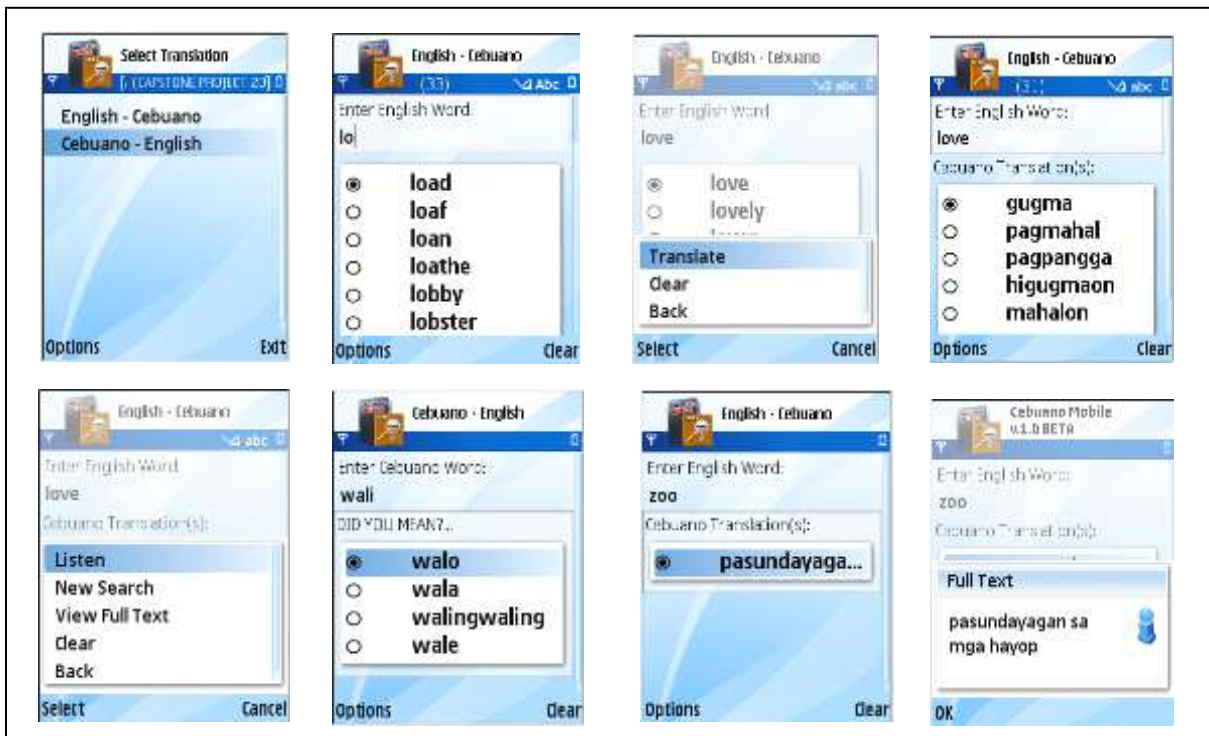 Select Translation
[/ (CAPSTONE PROJECT 20]
English - Cebuano
Cebuano - English
Options Exit
English - Cebuano
(33) Abc
Enter English Word:
lo
load
loaf
loan
loathe
lobby
lobster
Options Clear
English - Cebuano
abc
Enter English Word:
love
love
lovely
Translate
Clear
Back
Select Cancel
English - Cebuano
(31) abc
Enter English Word:
love
Cebuano Translation(s):
gugma
pagmahal
pagpangga
higugmaon
mahalon
Options Clear
English - Cebuano
abc
Enter English Word:
love
Cebuano Translation(s):
Listen
New Search
View Full Text
Clear
Back
Select Cancel
Cebuano - English
Enter Cebuano Word:
wali
DID YOU MEAN?..
walo
wala
walingwaling
wale
Options Clear
English - Cebuano
Enter English Word:
zoo
Cebuano Translation(s):
pasundayaga...
Options Clear
Cebuano Mobile
v.1.0 BETA
Enter English Word:
zoo
Cebuano Translation(s):
Full Text
pasundayagan sa
mga hayop
OK